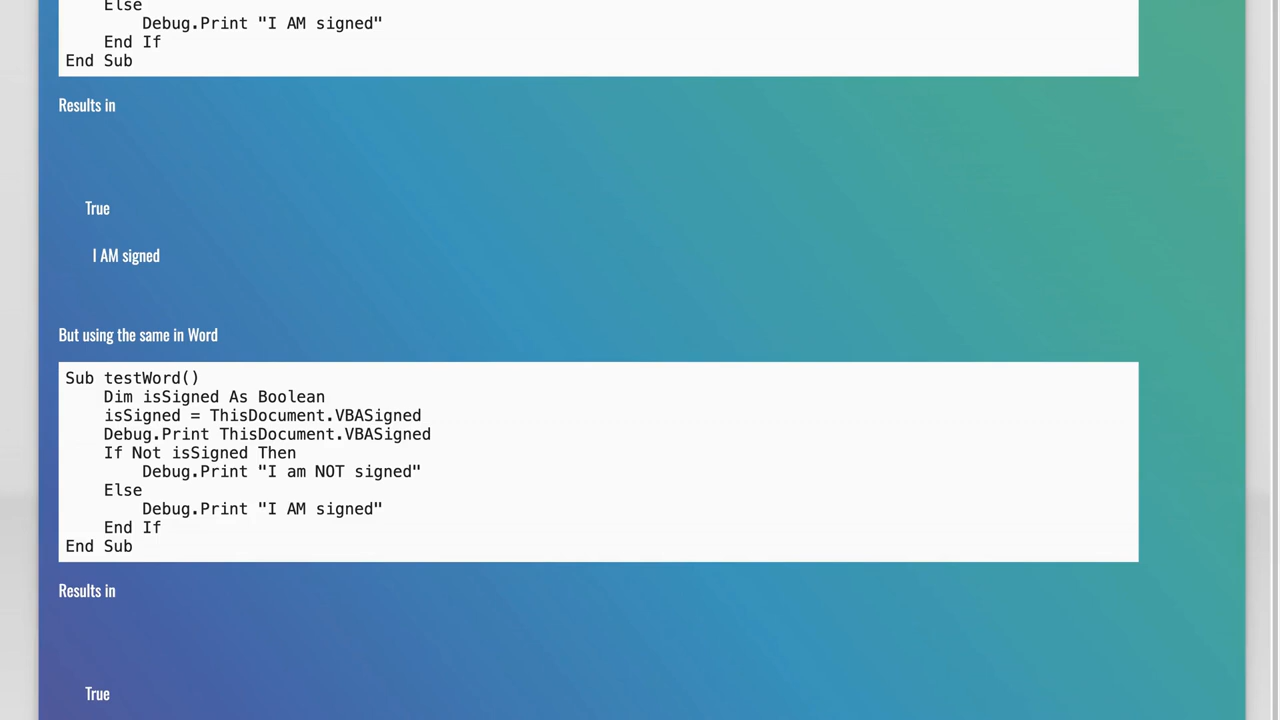 Else
Debug.Print "I AM signed"
End If
End Sub
Results in
True
I AM signed
But using the same in Word
Sub testWord()
Dim isSigned As Boolean
isSigned = ThisDocument.VBASigned
Debug.Print ThisDocument.VBASigned
If Not isSigned Then
Debug.Print "I am NOT signed"
Else
Debug.Print "I AM signed"
End If
End Sub
Results in
True